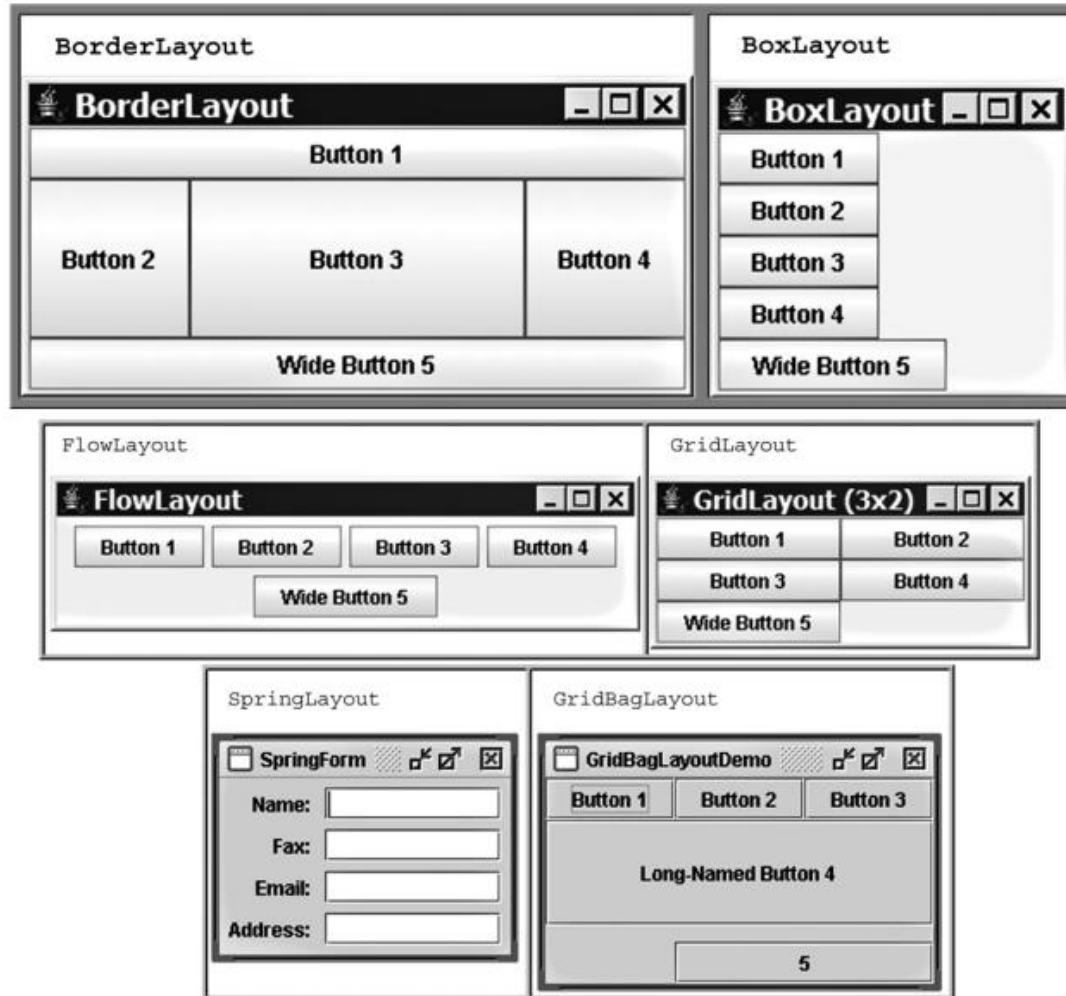 BorderLayout
BorderLayout
Button 1
Button 2 Button 3 Button 4
Wide Button 5
BoxLayout
BoxLayout
Button 1
Button 2
Button 3
Button 4
Wide Button 5
FlowLayout
FlowLayout
Button 1 Button 2 Button 3 Button 4
Wide Button 5
GridLayout
GridLayout (3x2)
Button 1 Button 2
Button 3 Button 4
Wide Button 5
SpringLayout
SpringForm
Name:
Fax:
Email:
Address:
GridBagLayout
GridBagLayoutDemo
Button 1 Button 2 Button 3
Long-Named Button 4
5